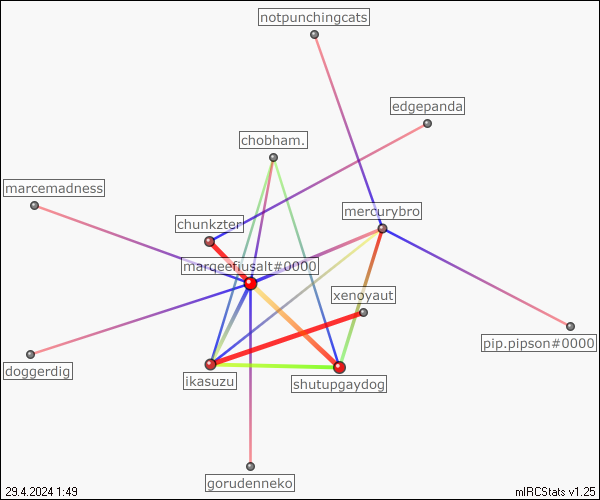 notpunchingcats
edgepanda
chobham.
marcemadness
mercurybro
chunkzter
marqeefiusalt#0000
xenoyaut
pip.pipson#0000
doggerdig
ikasuzu
shutupgaydog
gorudenneko
29.4.2024 1:49
mIRCStats v1.25